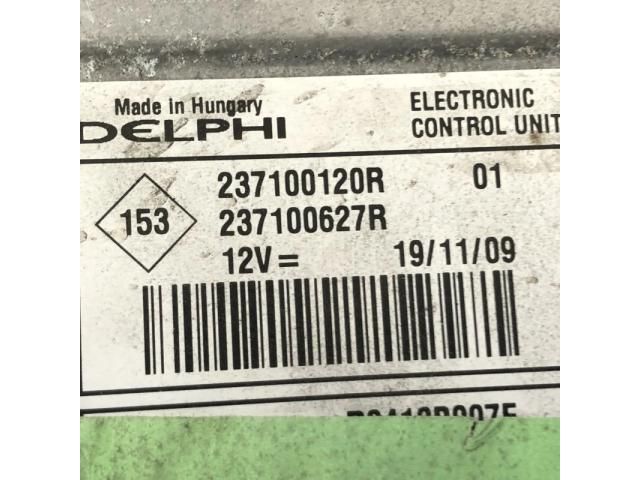 Made in Hungary
DELPHI
ELECTRONIC
CONTROL UNIT
153
237100120R 01
237100627R
12V = 19/11/09